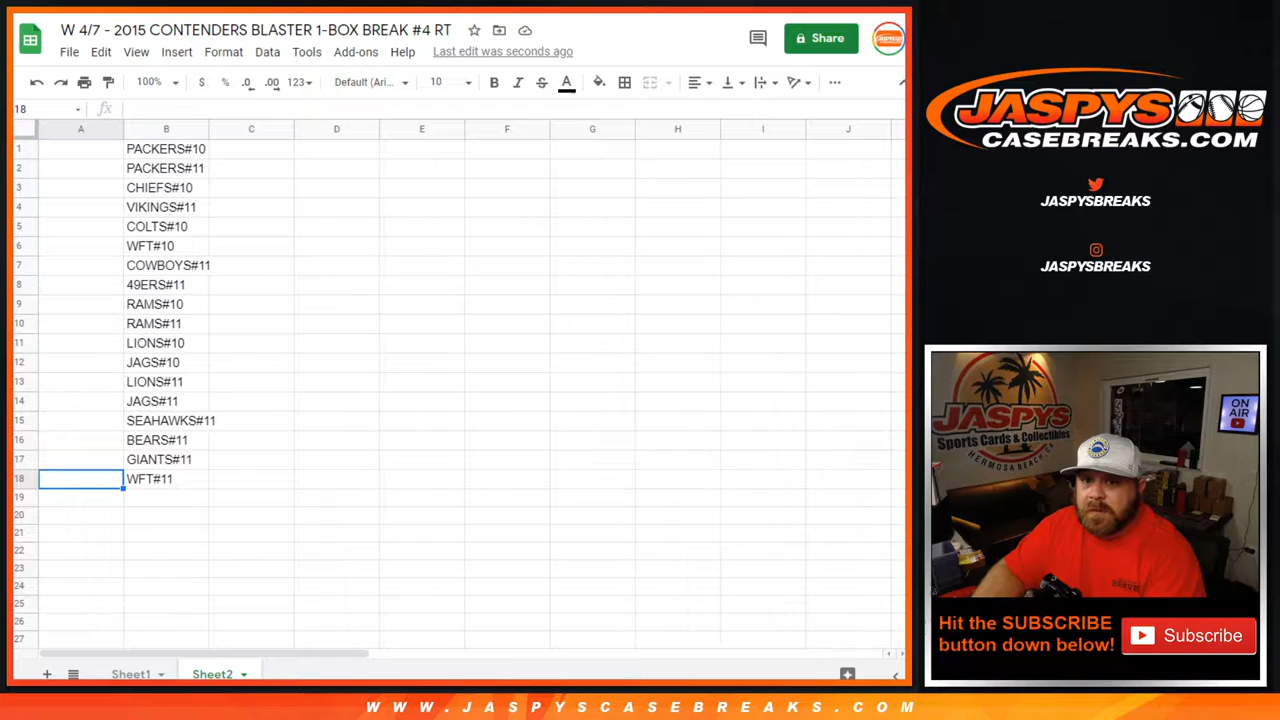 W 4/7 - 2015 CONTENDERS BLASTER 1-BOX BREAK #4 RT
File Edit View Insert Format Data Tools Add-ons Help Last edit was seconds ago
Share
100% $ % .0 .00 123 Default (Ari... 10 B I S A
18 fx
A B C D E F G H I J
1 PACKERS#10
2 PACKERS#11
3 CHIEFS#10
4 VIKINGS#11
5 COLTS#10
6 WFT#10
7 COWBOYS#11
8 49ERS#11
9 RAMS#10
10 RAMS#11
11 LIONS#10
12 JAGS#10
13 LIONS#11
14 JAGS#11
15 SEAHAWKS#11
16 BEARS#11
17 GIANTS#11
18 WFT#11
19
20
21
22
23
24
25
26
27
Sheet1 Sheet2
JASPYS
CASEBREAKS.COM
JASPYSBREAKS
JASPYSBREAKS
JASPYS
Sports Cards & Collectibles
HERMOSA BEACH, CA
ON
AIR
Hit the SUBSCRIBE
button down below!
Subscribe
WWW.JASPYSCASEBREAKS.COM